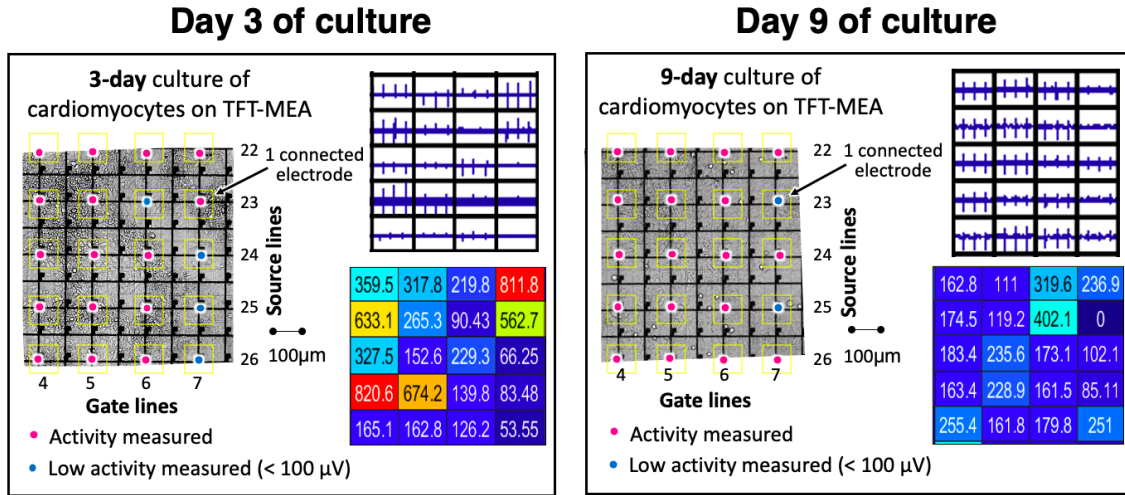 Day 3 of culture
3-day culture of
cardiomyocytes on TFT-MEA
1 connected
electrode
22
23
24
25
26
Source lines
100µm
4 5 6 7
Gate lines
Activity measured
Low activity measured (< 100 µV)
359.5 317.8 219.8 811.8
633.1 265.3 90.43 562.7
327.5 152.6 229.3 66.25
820.6 674.2 139.8 83.48
165.1 162.8 126.2 53.55
Day 9 of culture
9-day culture of
cardiomyocytes on TFT-MEA
1 connected
electrode
22
23
24
25
26
Source lines
100µm
4 5 6 7
Gate lines
Activity measured
Low activity measured (< 100 µV)
162.8 111 319.6 236.9
174.5 119.2 402.1 0
183.4 235.6 173.1 102.1
163.4 228.9 161.5 85.11
255.4 161.8 179.8 251